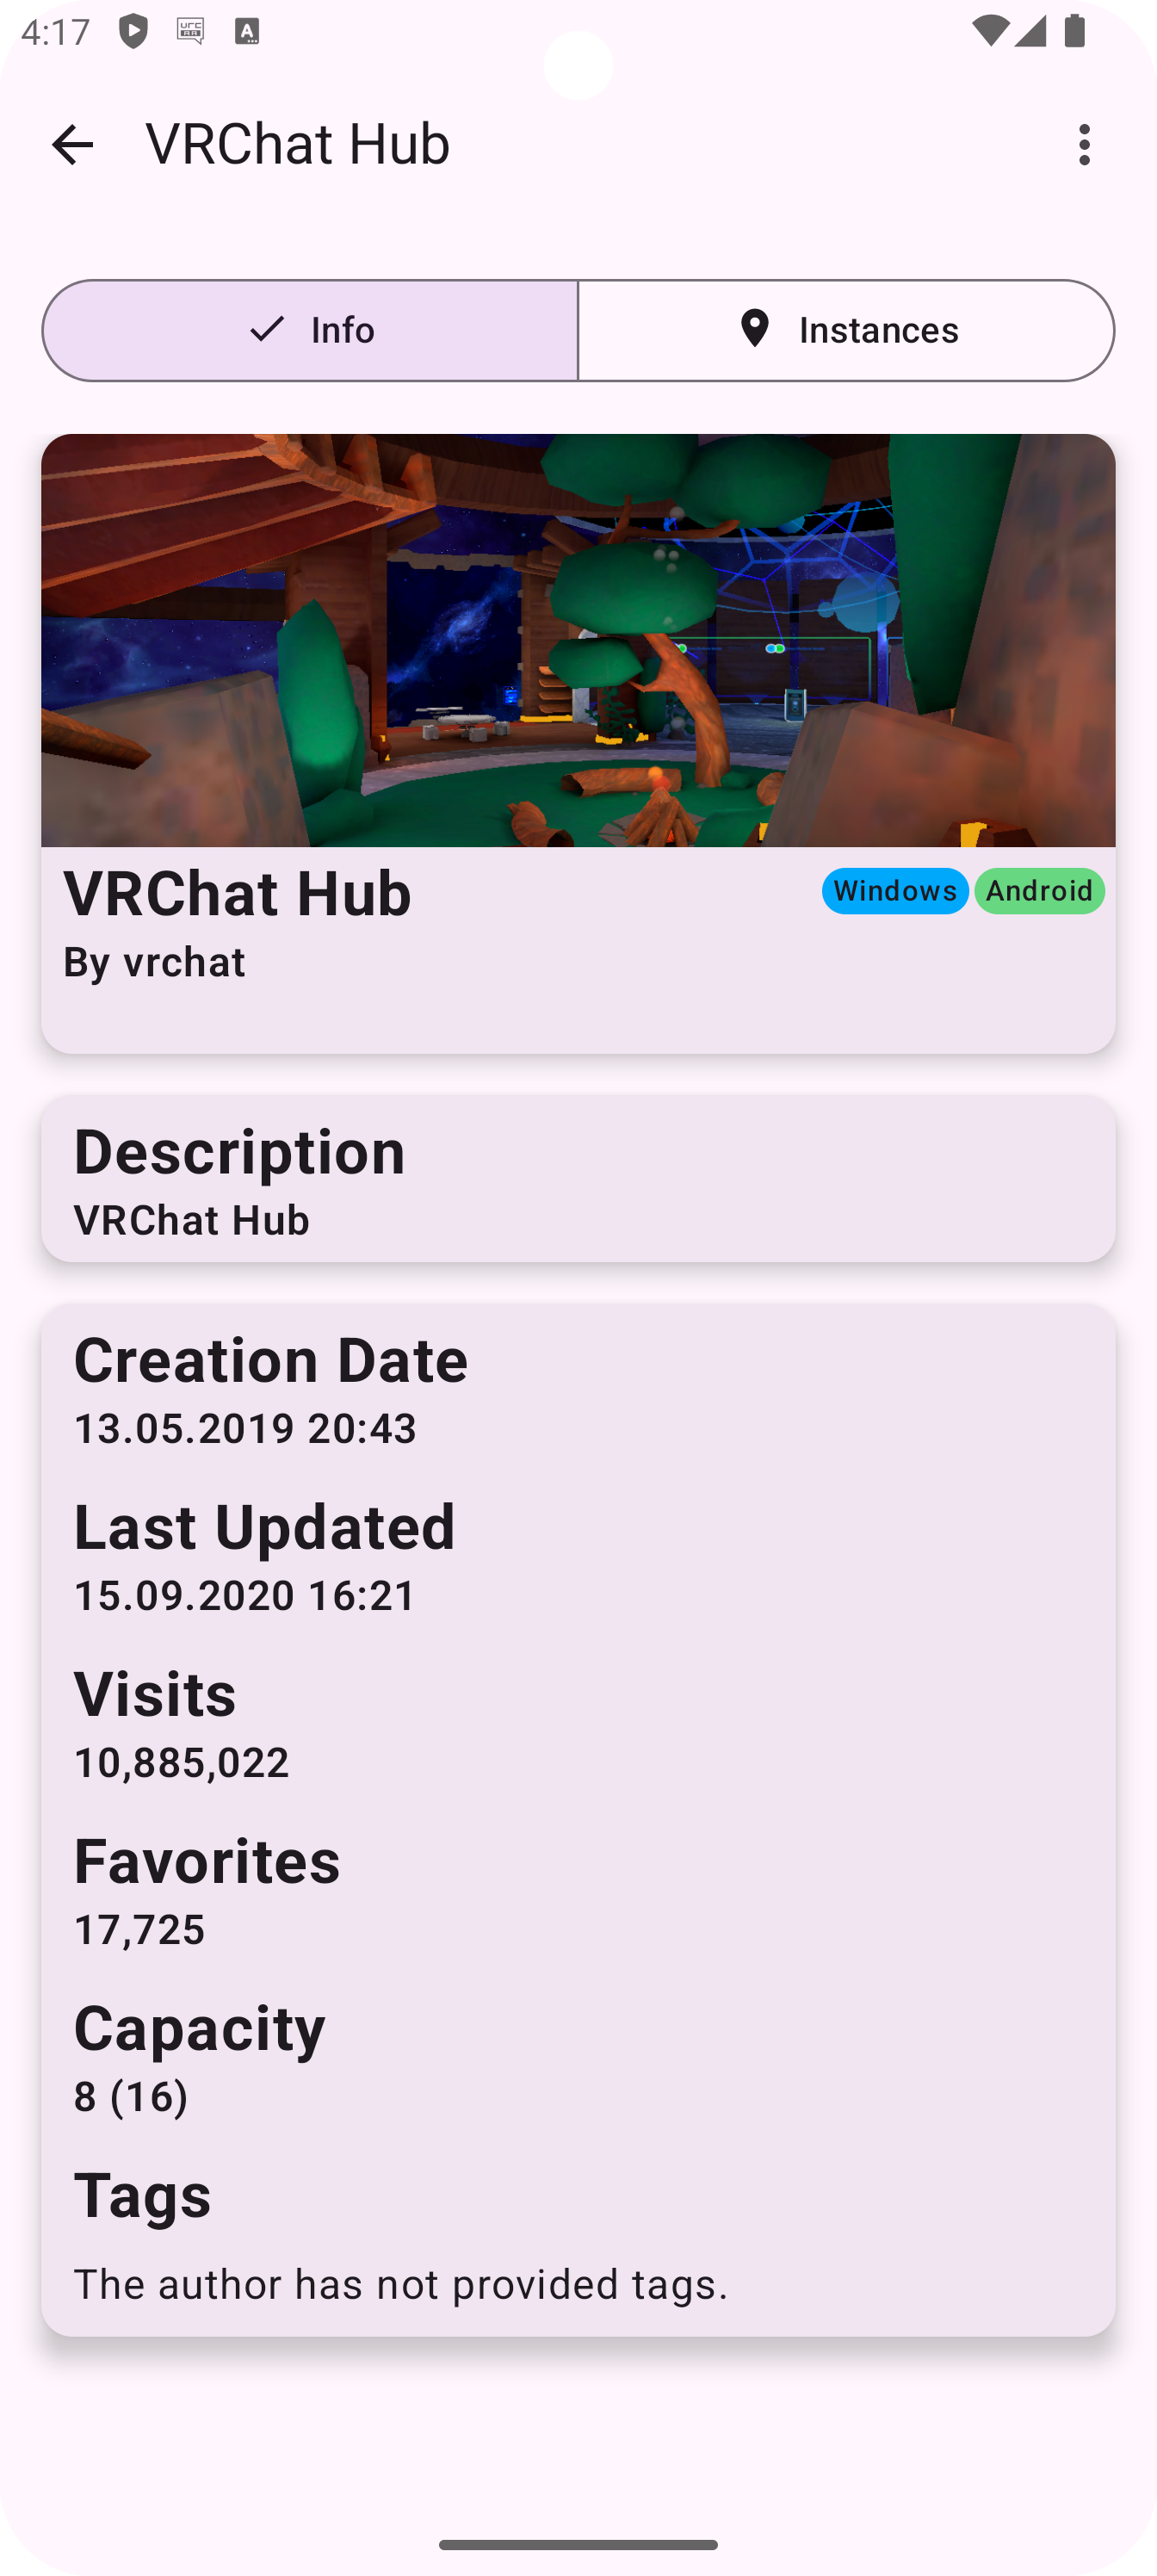 4:17
VRChat Hub
Info
Instances
VRChat Hub
Windows
Android
By vrchat
Description
VRChat Hub
Creation Date
13.05.2019 20:43
Last Updated
15.09.2020 16:21
Visits
10,885,022
Favorites
17,725
Capacity
8 (16)
Tags
The author has not provided tags.